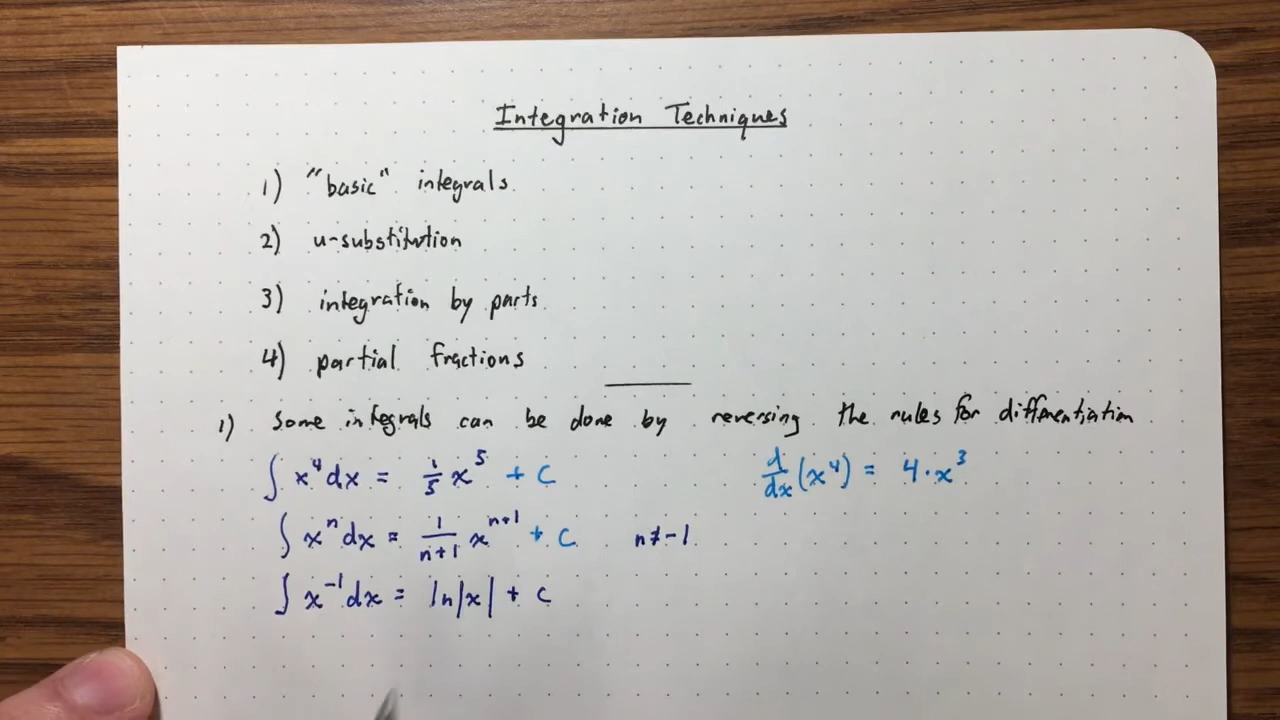 Integration Techniques
1) "basic" integrals
2) u-substitution
3) integration by parts
4) partial fractions
1) Some integrals can be done by reversing the rules for differentiation
∫ x⁴ dx = 1/5 x⁵ + C    d/dx (x⁴) = 4·x³
∫ xⁿ dx = 1/(n+1) xⁿ⁺¹ + C    n≠-1
∫ x⁻¹ dx = ln|x| + C